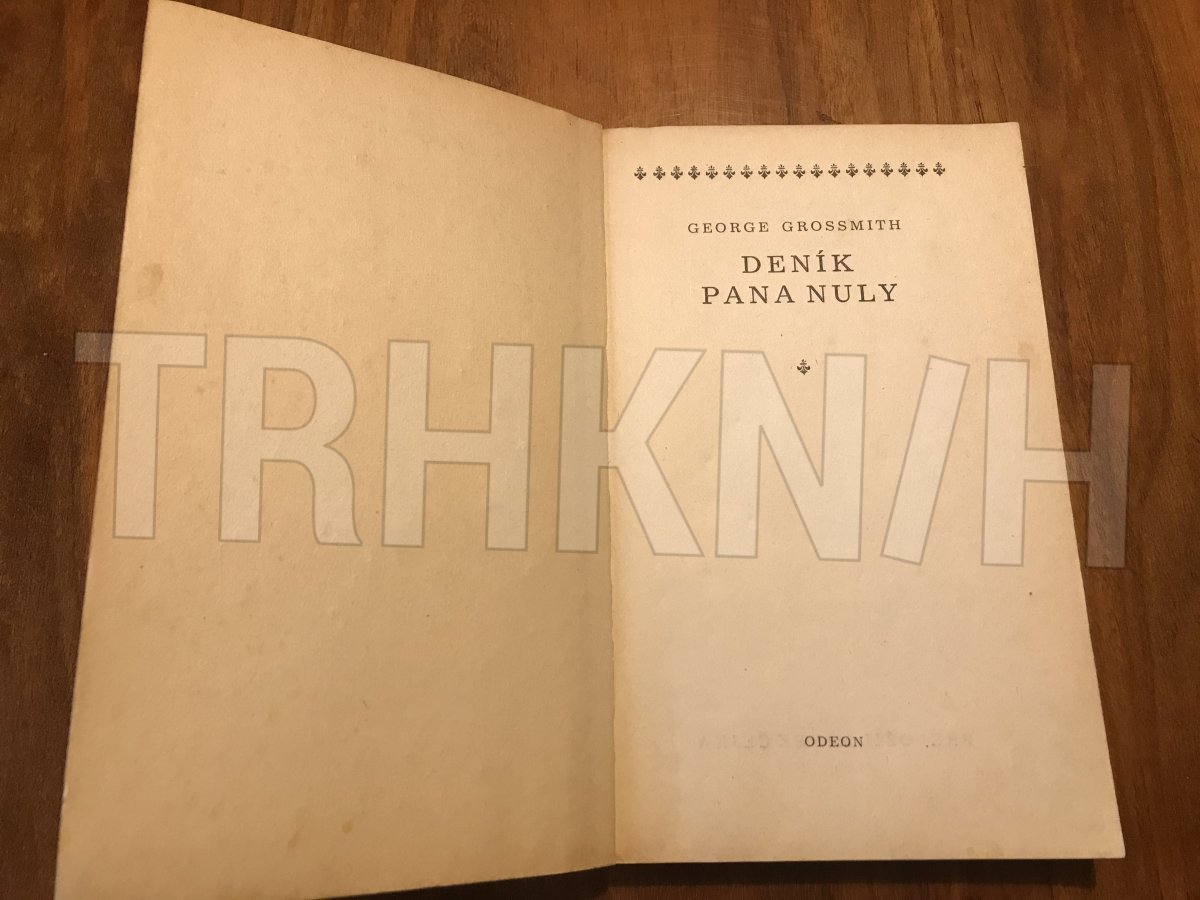 GEORGE GROSSMITH
DENÍK
PANA NULY
TRHKNIH
ODEON